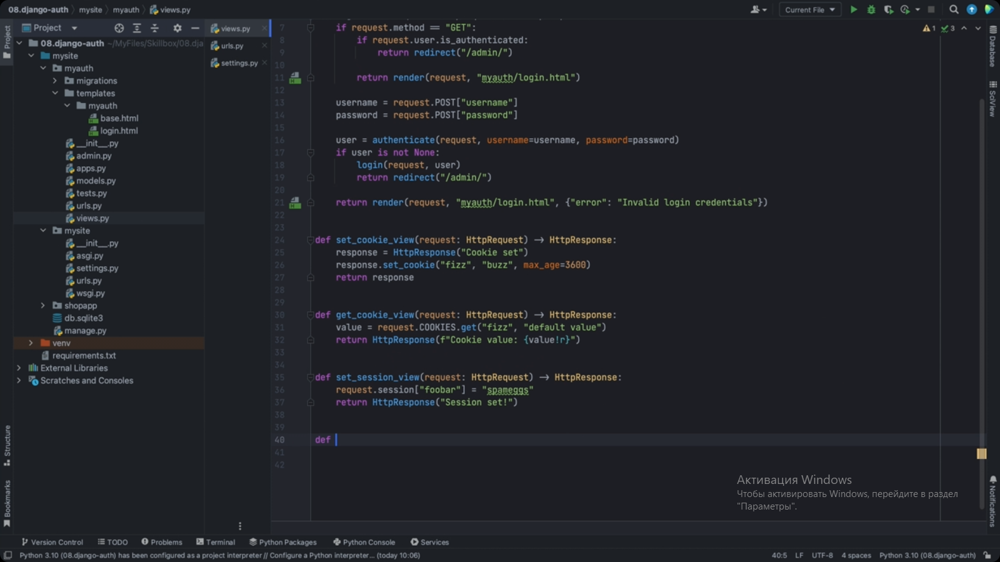 08.django-auth mysite myauth views.py
Current File
Project
views.py
urls.py
settings.py
08.django-auth ~/MyFiles/Skillbox/08.dja
mysite
myauth
migrations
templates
myauth
base.html
login.html
__init__.py
admin.py
apps.py
models.py
tests.py
urls.py
views.py
mysite
__init__.py
asgi.py
settings.py
urls.py
wsgi.py
shopapp
db.sqlite3
manage.py
venv
requirements.txt
External Libraries
Scratches and Consoles
Project
Structure
Bookmarks
1 3
7 if request.method == "GET":
8 if request.user.is_authenticated:
9 return redirect("/admin/")
10
11 return render(request, "myauth/login.html")
12
13 username = request.POST["username"]
14 password = request.POST["password"]
15
16 user = authenticate(request, username=username, password=password)
17 if user is not None:
18 login(request, user)
19 return redirect("/admin/")
20
21 return render(request, "myauth/login.html", {"error": "Invalid login credentials"})
22
23
24 def set_cookie_view(request: HttpRequest) -> HttpResponse:
25 response = HttpResponse("Cookie set")
26 response.set_cookie("fizz", "buzz", max_age=3600)
27 return response
28
29
30 def get_cookie_view(request: HttpRequest) -> HttpResponse:
31 value = request.COOKIES.get("fizz", "default value")
32 return HttpResponse(f"Cookie value: {value!r}")
33
34
35 def set_session_view(request: HttpRequest) -> HttpResponse:
36 request.session["foobar"] = "spameggs"
37 return HttpResponse("Session set!")
38
39
40 def
41
42
Database
SciView
Notifications
Активация Windows
Чтобы активировать Windows, перейдите в раздел
"Параметры".
Version Control TODO Problems Terminal Python Packages Python Console Services
Python 3.10 (08.django-auth) has been configured as a project interpreter // Configure a Python interpreter... (today 10:06) 40:5 LF UTF-8 4 spaces Python 3.10 (08.django-auth)